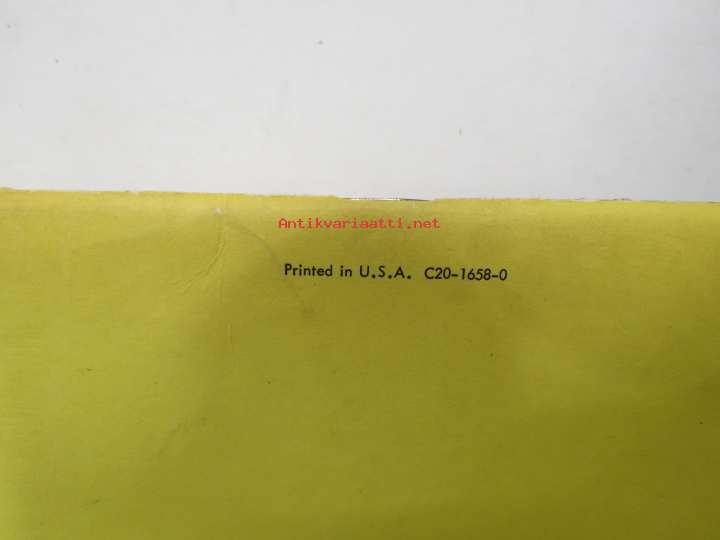 Antikvariaatti.net
Printed in U.S.A. C20-1658-0